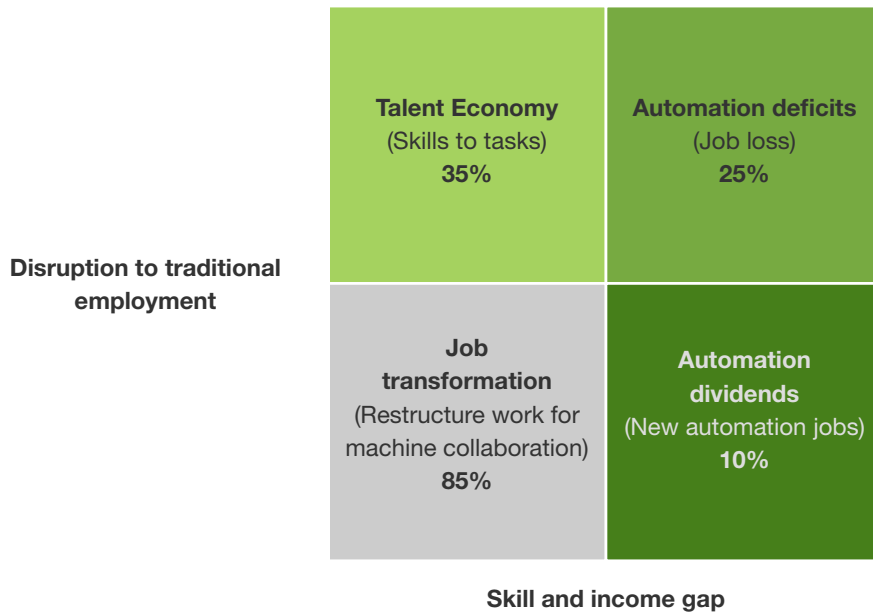 Talent Economy
(Skills to tasks)
35%
Automation deficits
(Job loss)
25%
Disruption to traditional
employment
Job
transformation
(Restructure work for
machine collaboration)
85%
Automation
dividends
(New automation jobs)
10%
Skill and income gap